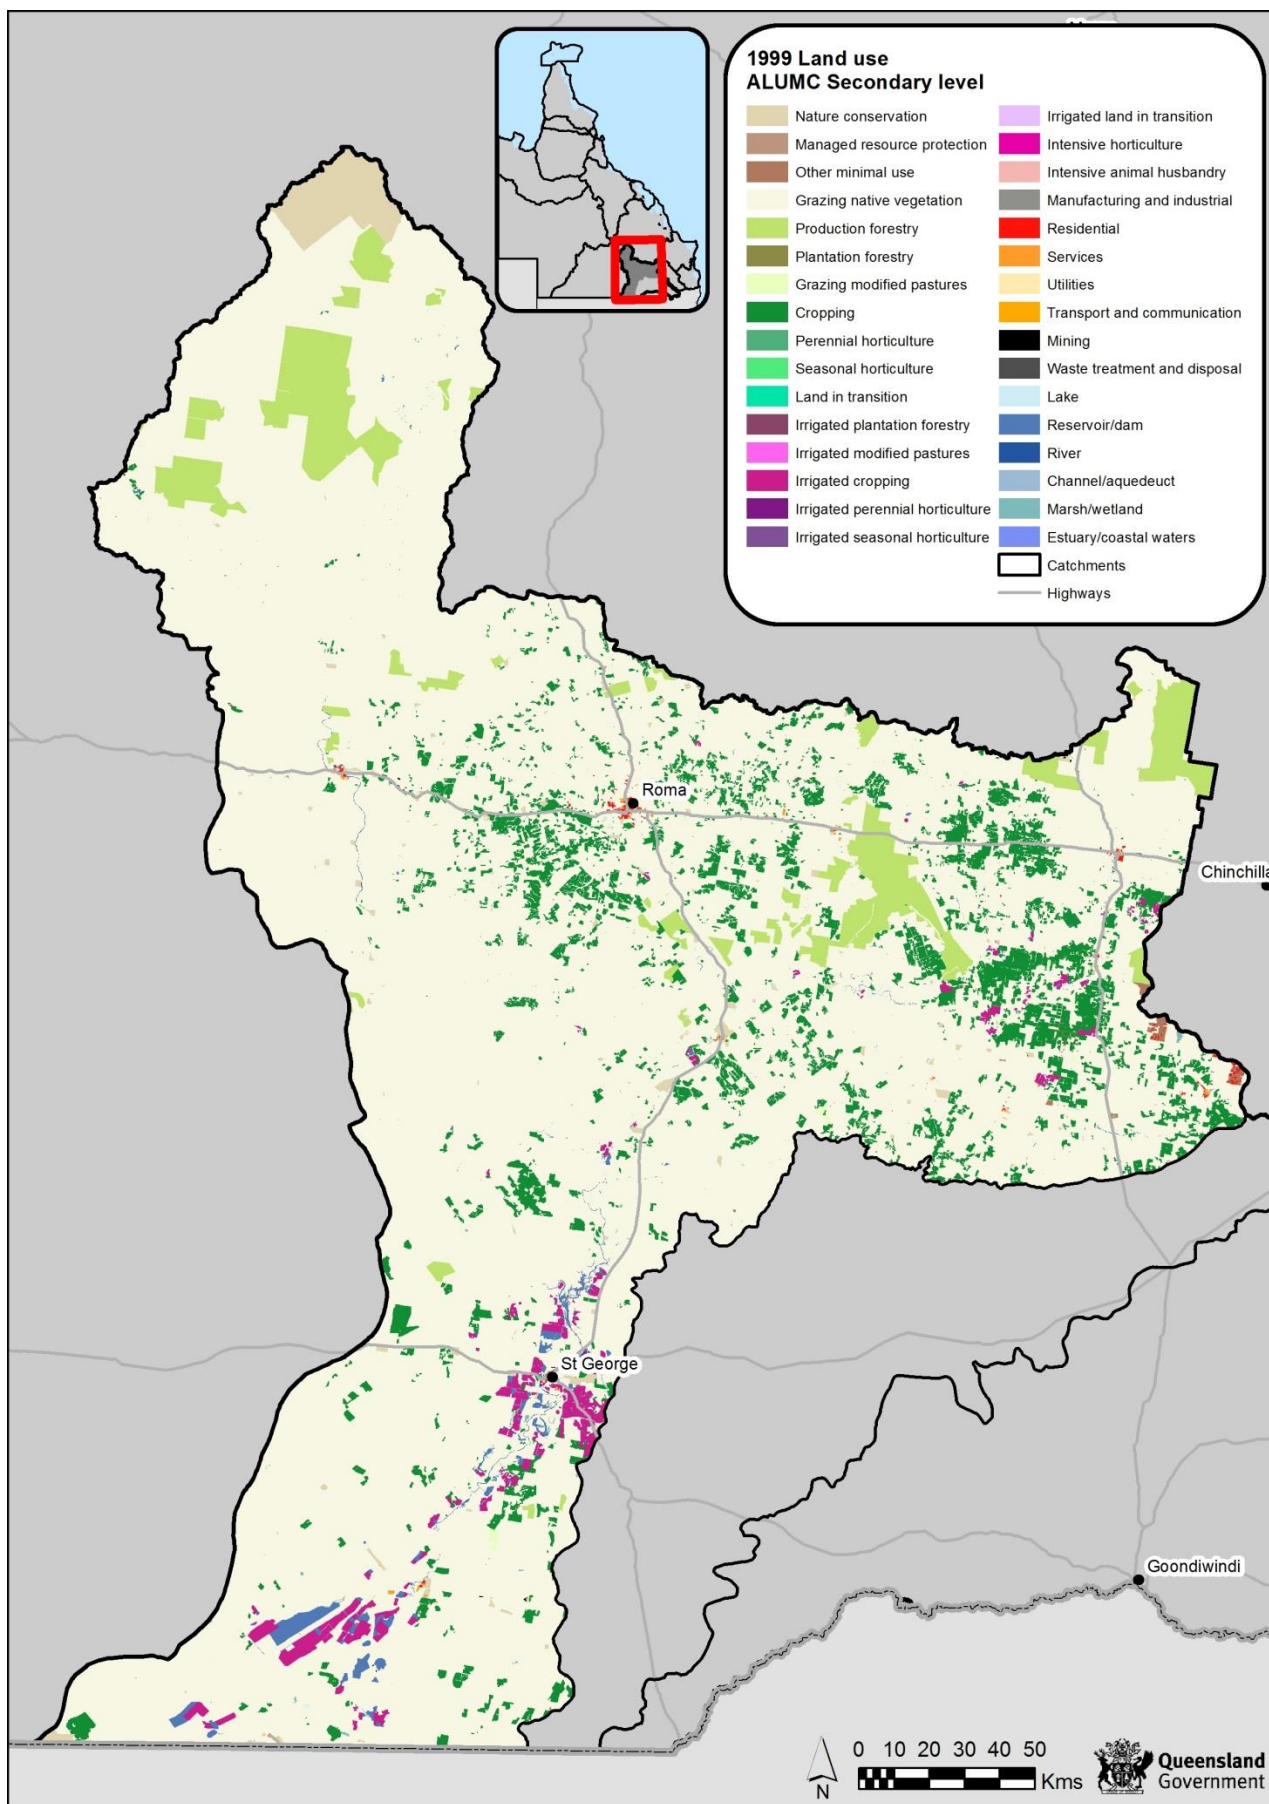 1999 Land use
ALUMC Secondary level
Nature conservation
Managed resource protection
Other minimal use
Grazing native vegetation
Production forestry
Plantation forestry
Grazing modified pastures
Cropping
Perennial horticulture
Seasonal horticulture
Land in transition
Irrigated plantation forestry
Irrigated modified pastures
Irrigated cropping
Irrigated perennial horticulture
Irrigated seasonal horticulture
Irrigated land in transition
Intensive horticulture
Intensive animal husbandry
Manufacturing and industrial
Residential
Services
Utilities
Transport and communication
Mining
Waste treatment and disposal
Lake
Reservoir/dam
River
Channel/aquedeuct
Marsh/wetland
Estuary/coastal waters
Catchments
Highways
Roma
Chinchilla
St George
Goondiwindi
N
0 10 20 30 40 50
Kms
Queensland
Government